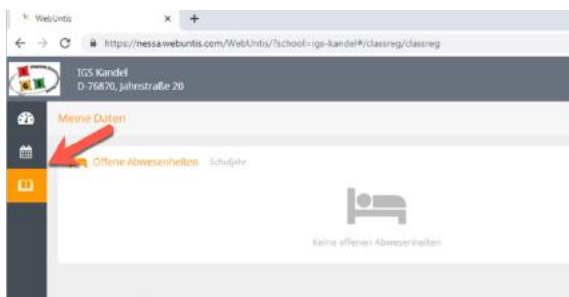 WebUntis
https://nessa.webuntis.com/WebUntis/?school=igs-kandel#/classreg/classreg
IGS Kandel
D-76870, Jahnstraße 20
Meine Daten
Offene Abwesenheiten Schuljahr
Keine offenen Abwesenheiten